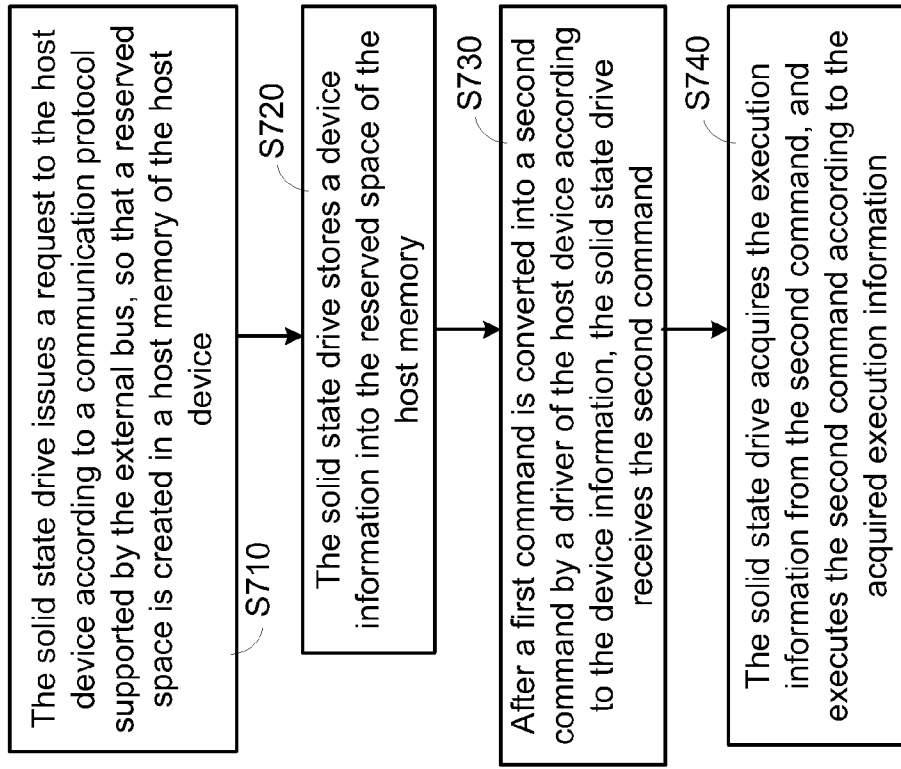 The solid state drive issues a request to the host
device according to a communication protocol
supported by the external bus, so that a reserved
space is created in a host memory of the host
device
S710
S720
The solid state drive stores a device
information into the reserved space of the
host memory
S730
After a first command is converted into a second
command by a driver of the host device according
to the device information, the solid state drive
receives the second command
S740
The solid state drive acquires the execution
information from the second command, and
executes the second command according to the
acquired execution information